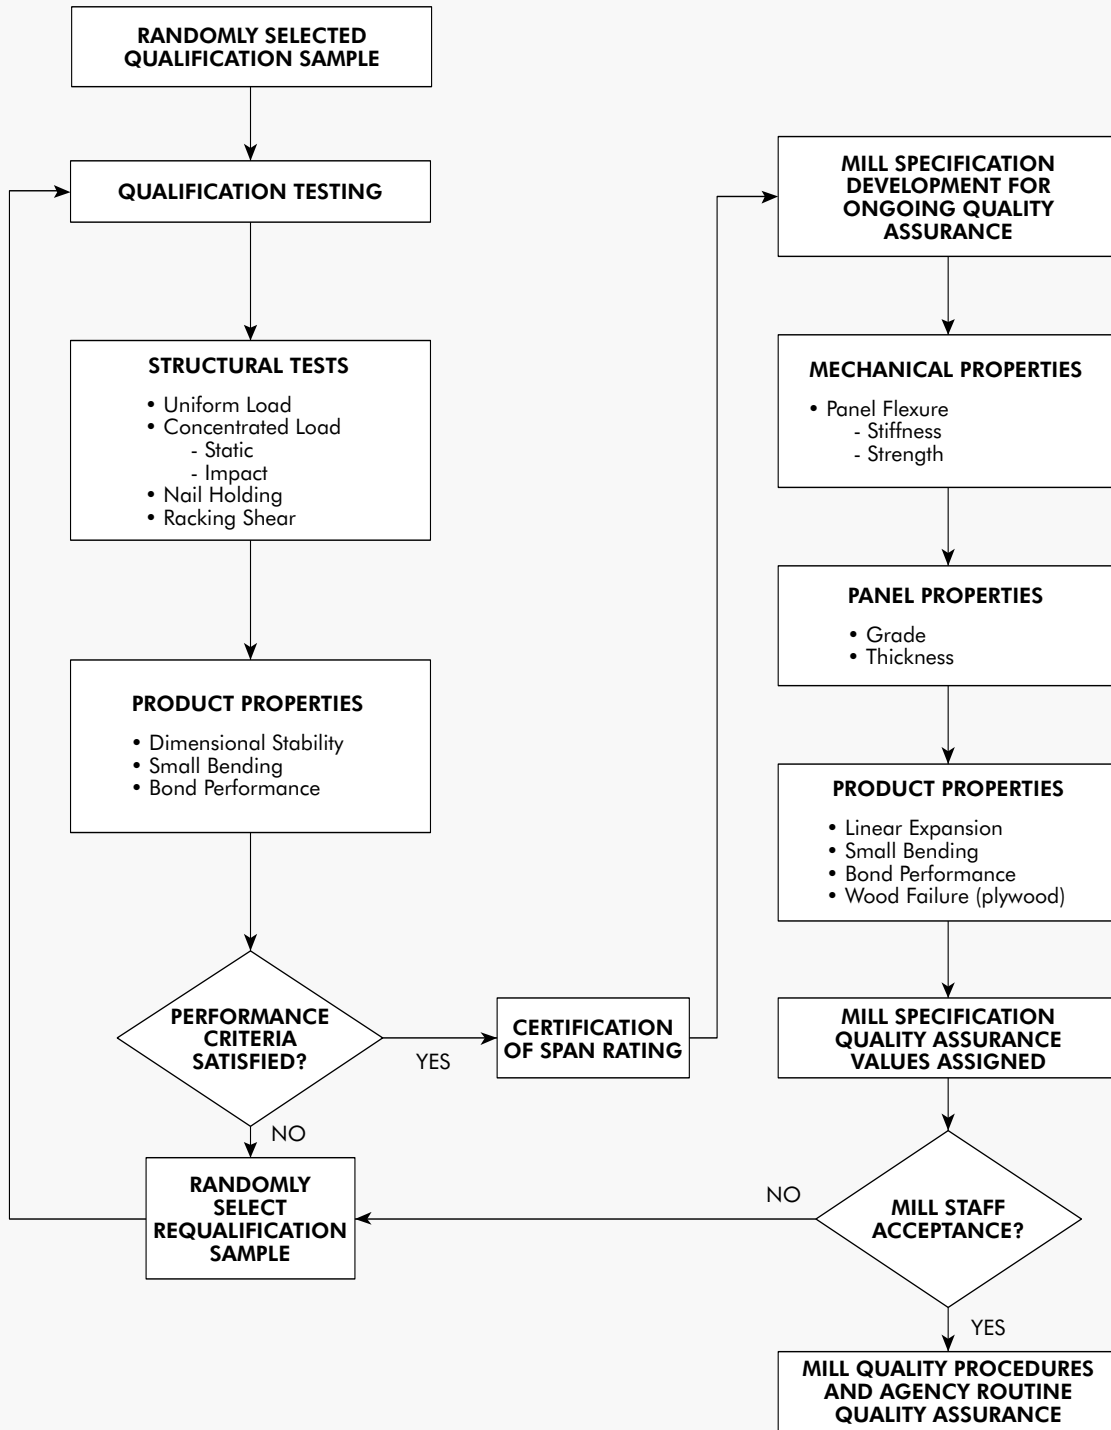 RANDOMLY SELECTED
QUALIFICATION SAMPLE
QUALIFICATION TESTING
STRUCTURAL TESTS
• Uniform Load
• Concentrated Load
- Static
- Impact
• Nail Holding
• Racking Shear
PRODUCT PROPERTIES
• Dimensional Stability
• Small Bending
• Bond Performance
PERFORMANCE
CRITERIA
SATISFIED?
YES
NO
CERTIFICATION
OF SPAN RATING
RANDOMLY
SELECT
REQUALIFICATION
SAMPLE
MILL SPECIFICATION
DEVELOPMENT FOR
ONGOING QUALITY
ASSURANCE
MECHANICAL PROPERTIES
• Panel Flexure
- Stiffness
- Strength
PANEL PROPERTIES
• Grade
• Thickness
PRODUCT PROPERTIES
• Linear Expansion
• Small Bending
• Bond Performance
• Wood Failure (plywood)
MILL SPECIFICATION
QUALITY ASSURANCE
VALUES ASSIGNED
MILL STAFF
ACCEPTANCE?
NO
YES
MILL QUALITY PROCEDURES
AND AGENCY ROUTINE
QUALITY ASSURANCE